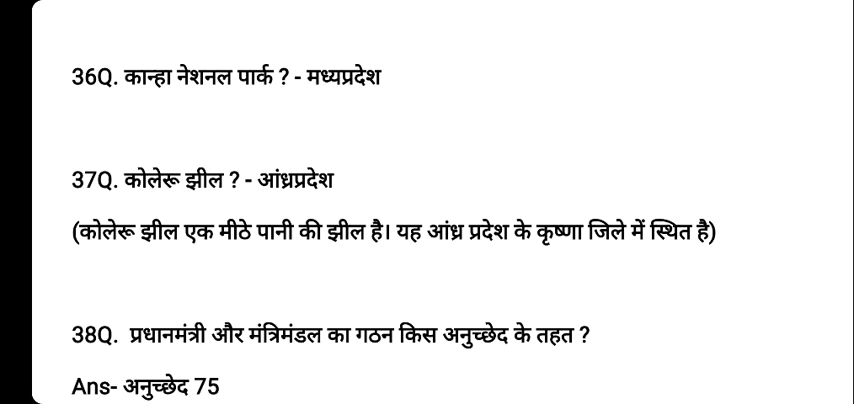 36Q. कान्हा नेशनल पार्क ? - मध्यप्रदेश
37Q. कोलेरू झील ? - आंध्रप्रदेश
(कोलेरू झील एक मीठे पानी की झील है। यह आंध्र प्रदेश के कृष्णा जिले में स्थित है)
38Q. प्रधानमंत्री और मंत्रिमंडल का गठन किस अनुच्छेद के तहत ?
Ans- अनुच्छेद 75